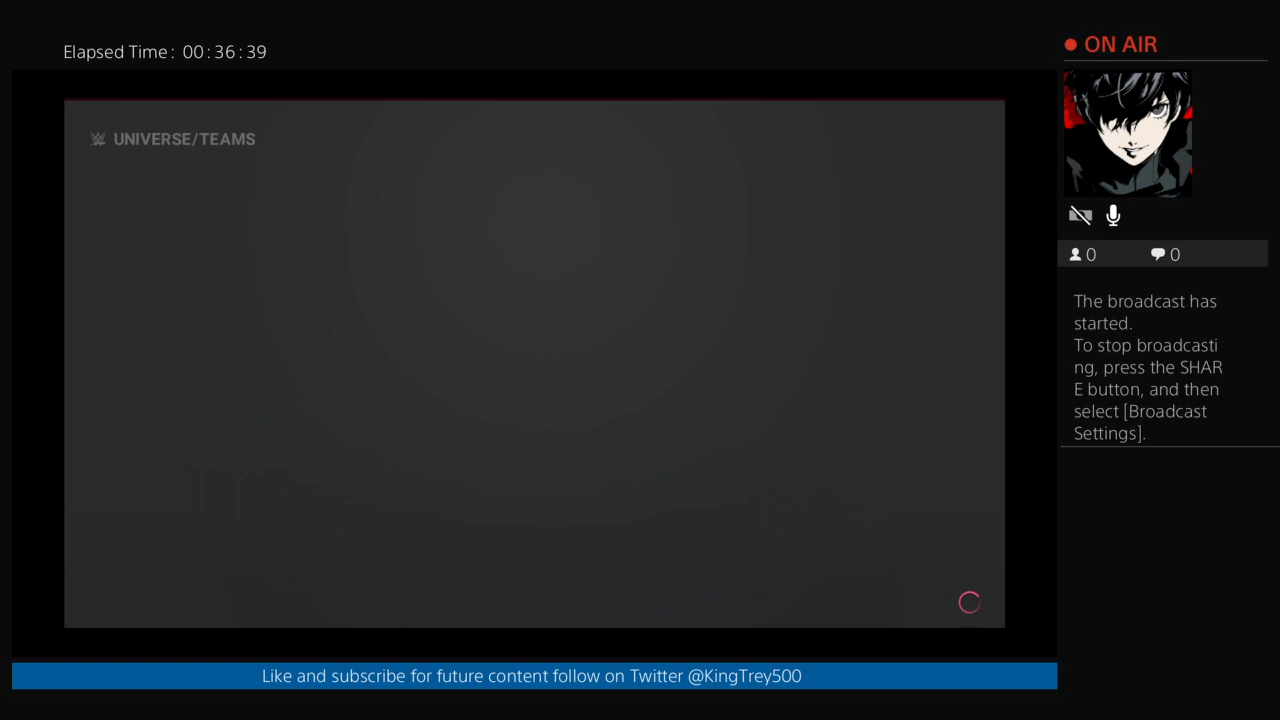 Elapsed Time: 00:36:39
ON AIR
UNIVERSE/TEAMS
0
0
The broadcast has
started.
To stop broadcasti
ng, press the SHAR
E button, and then
select [Broadcast
Settings].
Like and subscribe for future content follow on Twitter @KingTrey500